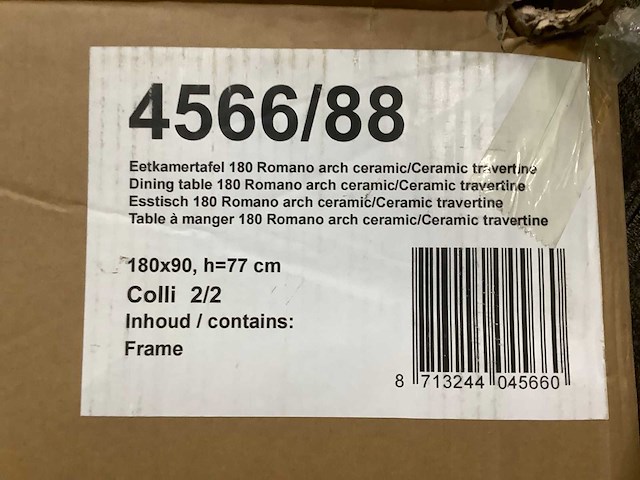 4566/88
Eetkamertafel 180 Romano arch ceramic/Ceramic travertine
Dining table 180 Romano arch ceramic/Ceramic travertine
Esstisch 180 Romano arch ceramic/Ceramic travertine
Table à manger 180 Romano arch ceramic/Ceramic travertine
180x90, h=77 cm
Colli 2/2
Inhoud / contains:
Frame
8 713244 045660